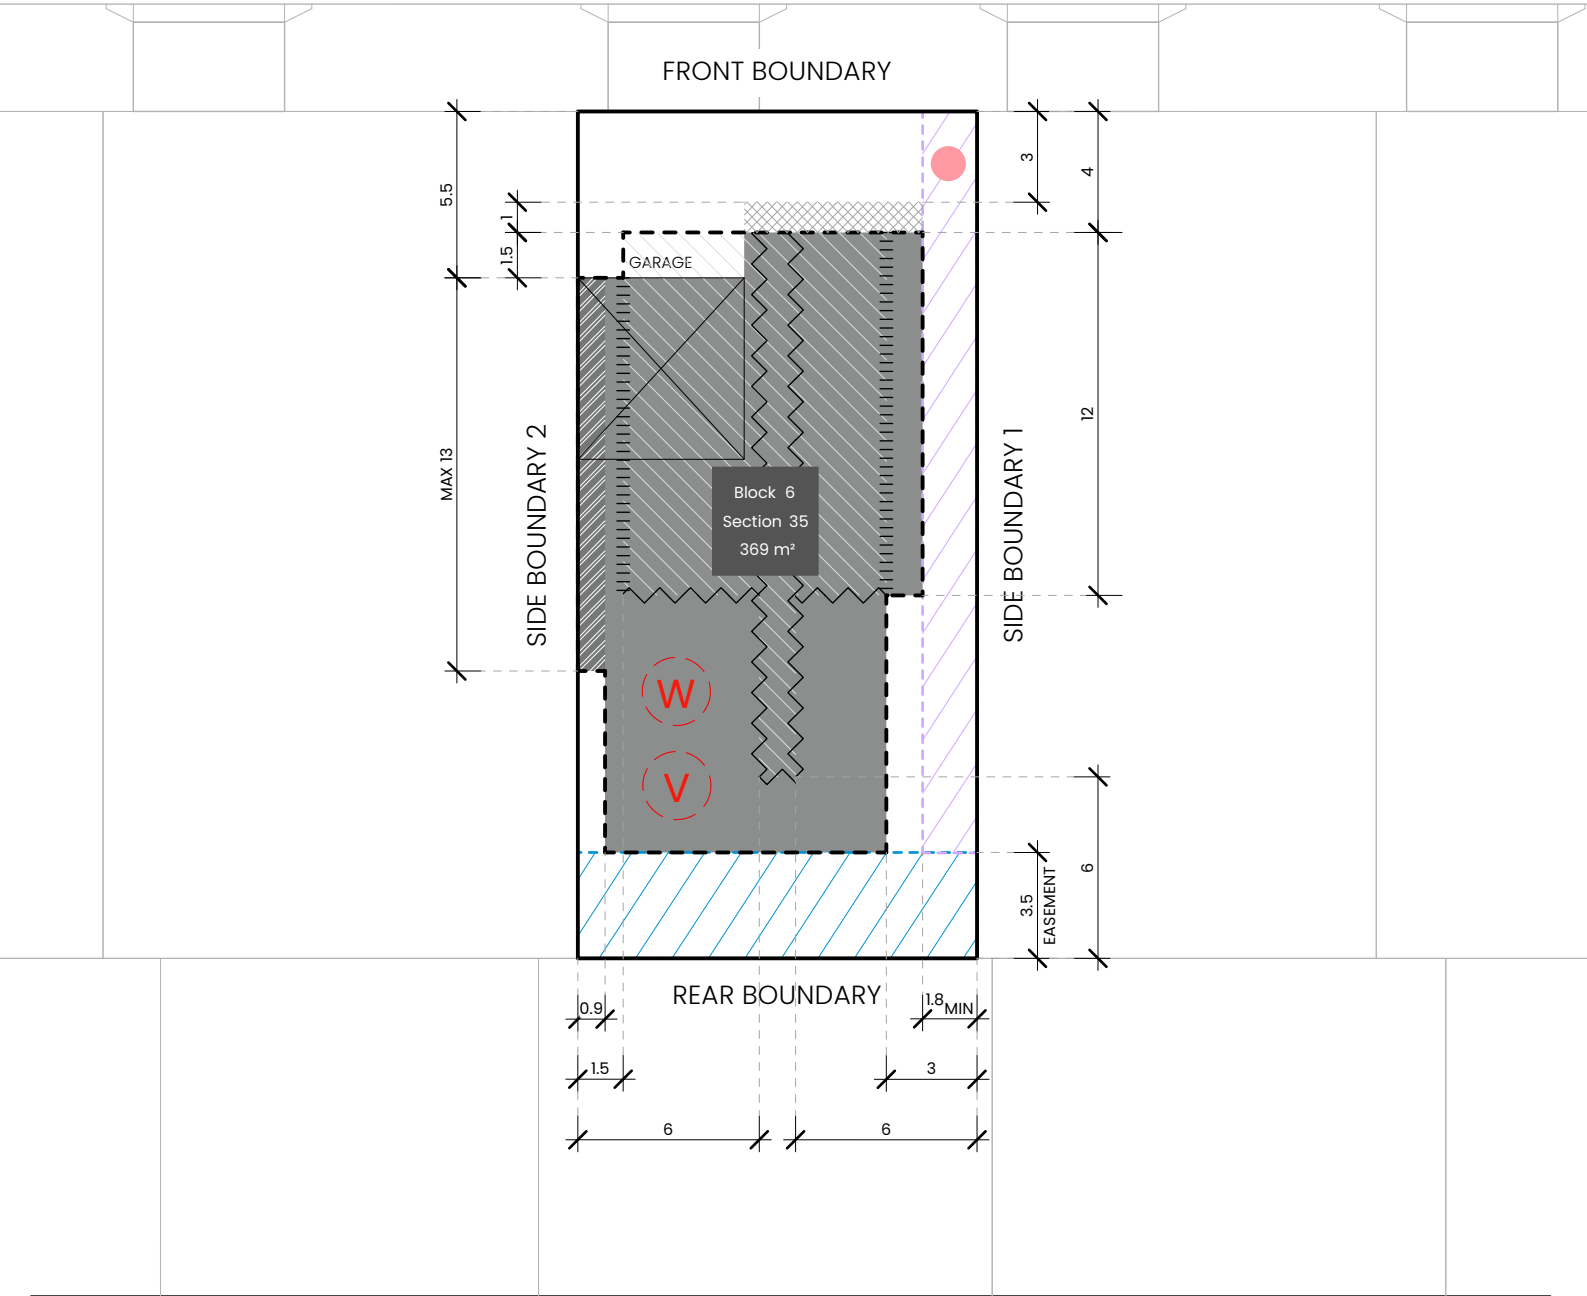 FRONT BOUNDARY
3
4
5.5
1
1.5
GARAGE
12
MAX 13
SIDE BOUNDARY 2
SIDE BOUNDARY 1
Block 6
Section 35
369 m²
W
V
6
3.5
EASEMENT
REAR BOUNDARY
0.9
1.8 MIN
1.5
3
6
6